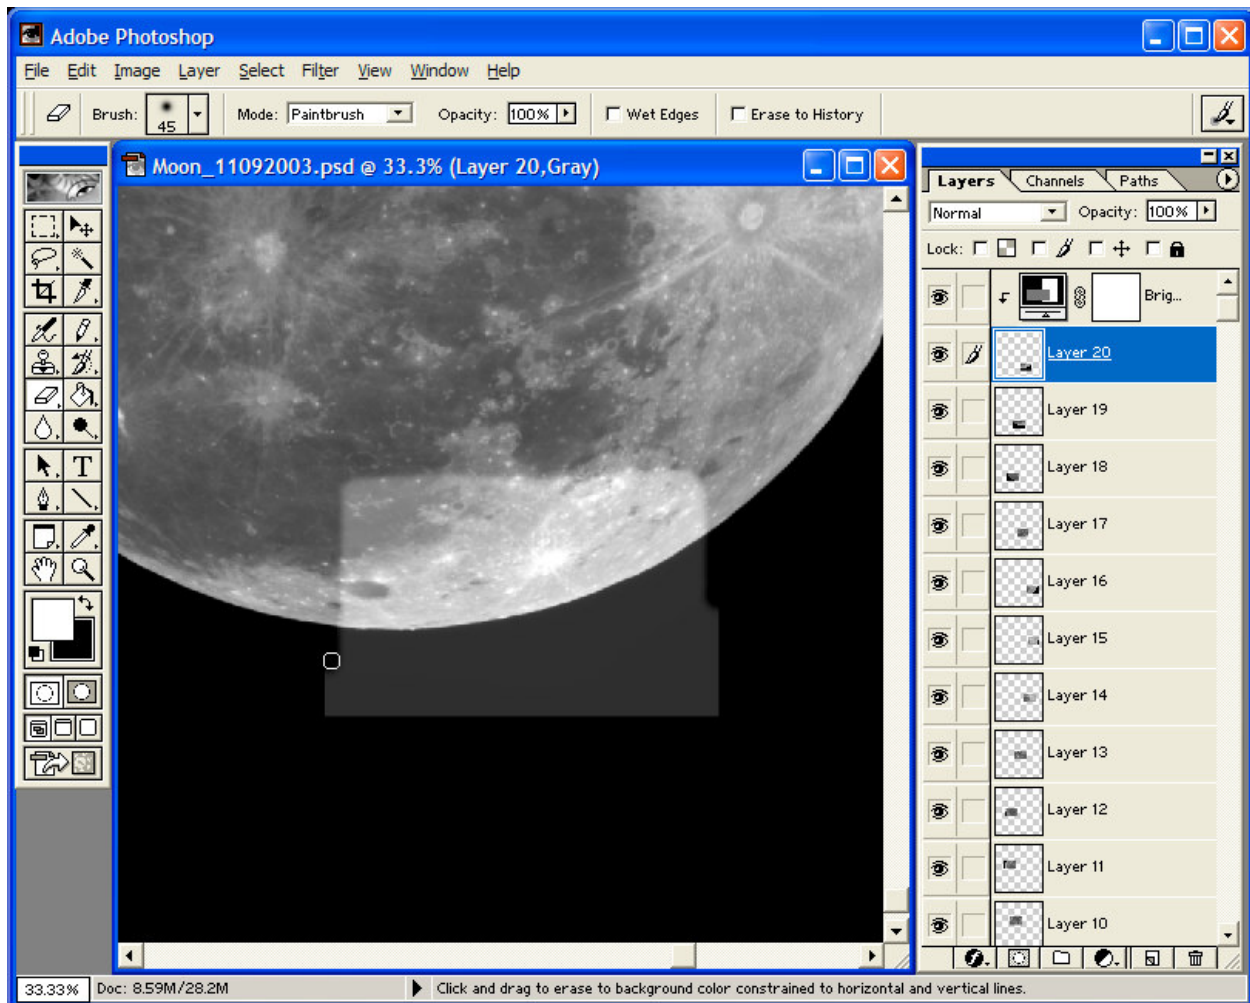 Adobe Photoshop
File Edit Image Layer Select Filter View Window Help
Brush: 45 Mode: Paintbrush Opacity: 100% Wet Edges Erase to History
Moon_11092003.psd @ 33.3% (Layer 20,Gray)
Layers Channels Paths
Normal Opacity: 100%
Lock:
Brig...
Layer 20
Layer 19
Layer 18
Layer 17
Layer 16
Layer 15
Layer 14
Layer 13
Layer 12
Layer 11
Layer 10
T
33.33% Doc: 8.59M/28.2M Click and drag to erase to background color constrained to horizontal and vertical lines.